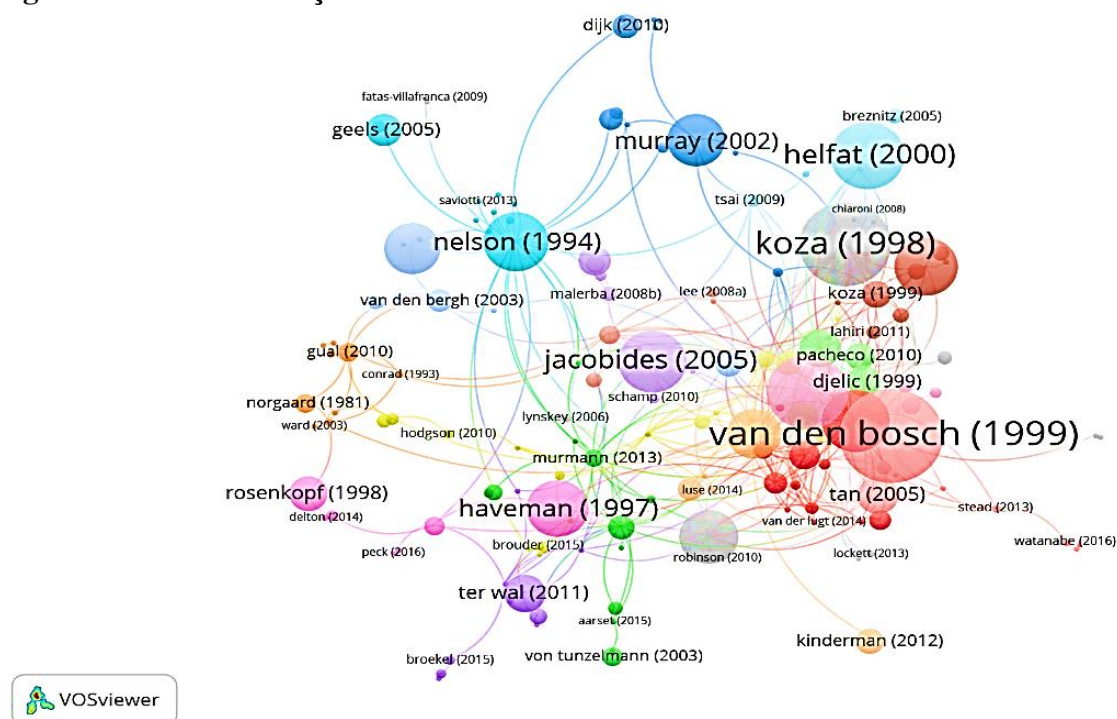 dijk (2010)
fatas-villafranca (2009)
geels (2005)
murray (2002)
breznitz (2005)
helfat (2000)
saviotti (2013)
tsai (2009)
chiaroni (2008)
nelson (1994)
koza (1998)
van den bergh (2003)
malerba (2008b)
lee (2008a)
koza (1999)
lahiri (2011)
gual (2010)
jacobides (2005)
pacheco (2010)
conrad (1993)
djelic (1999)
schamp (2010)
norgaard (1981)
ward (2003)
lynskey (2006)
hodgson (2010)
van den bosch (1999)
murmann (2013)
rosenkopf (1998)
luse (2014)
tan (2005)
haveman (1997)
stead (2013)
delton (2014)
van der lugt (2014)
peck (2016)
brouder (2015)
robinson (2010)
lockett (2013)
watanabe (2016)
ter wal (2011)
aarset (2015)
kinderman (2012)
broekel (2015)
von tunzelmann (2003)
VOSviewer